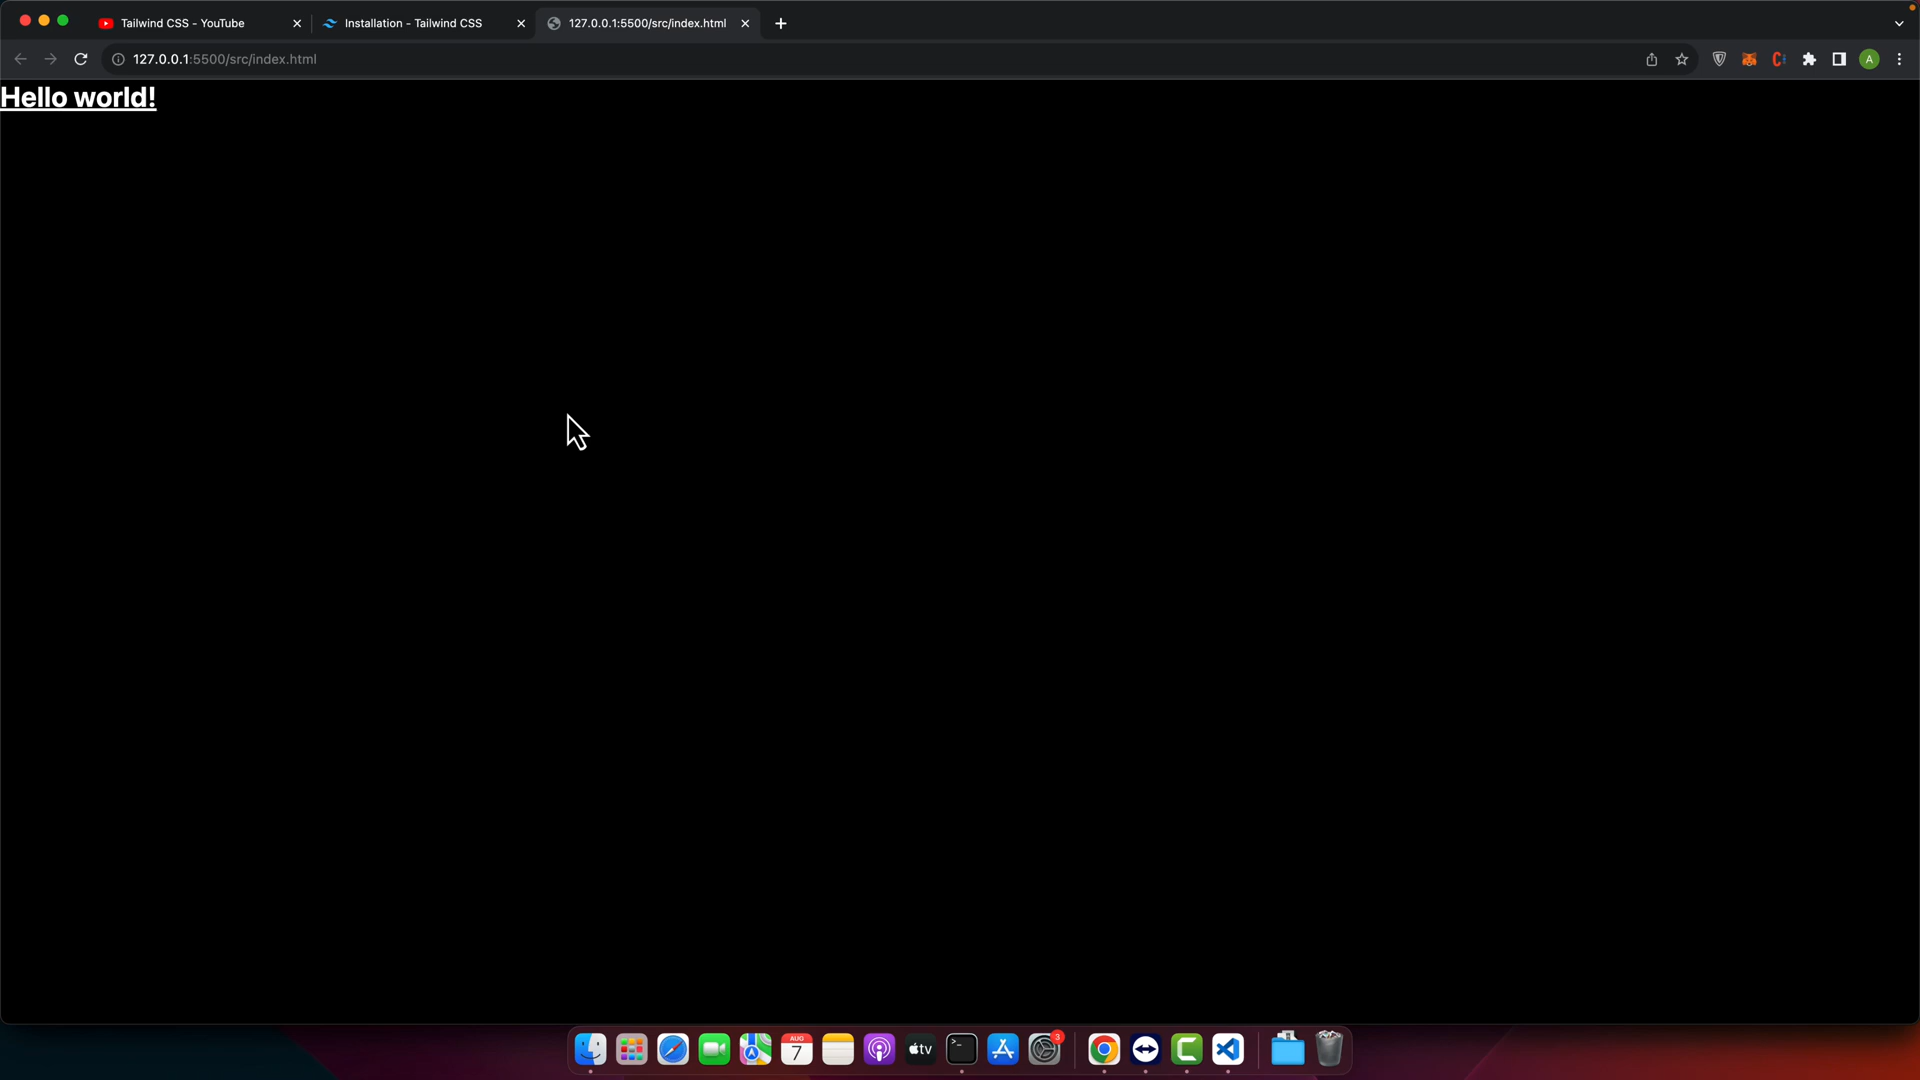 Tailwind CSS - YouTube
Installation - Tailwind CSS
127.0.0.1:5500/src/index.html
127.0.0.1:5500/src/index.html
A
Hello world!
AUG
7
tv
>_
3